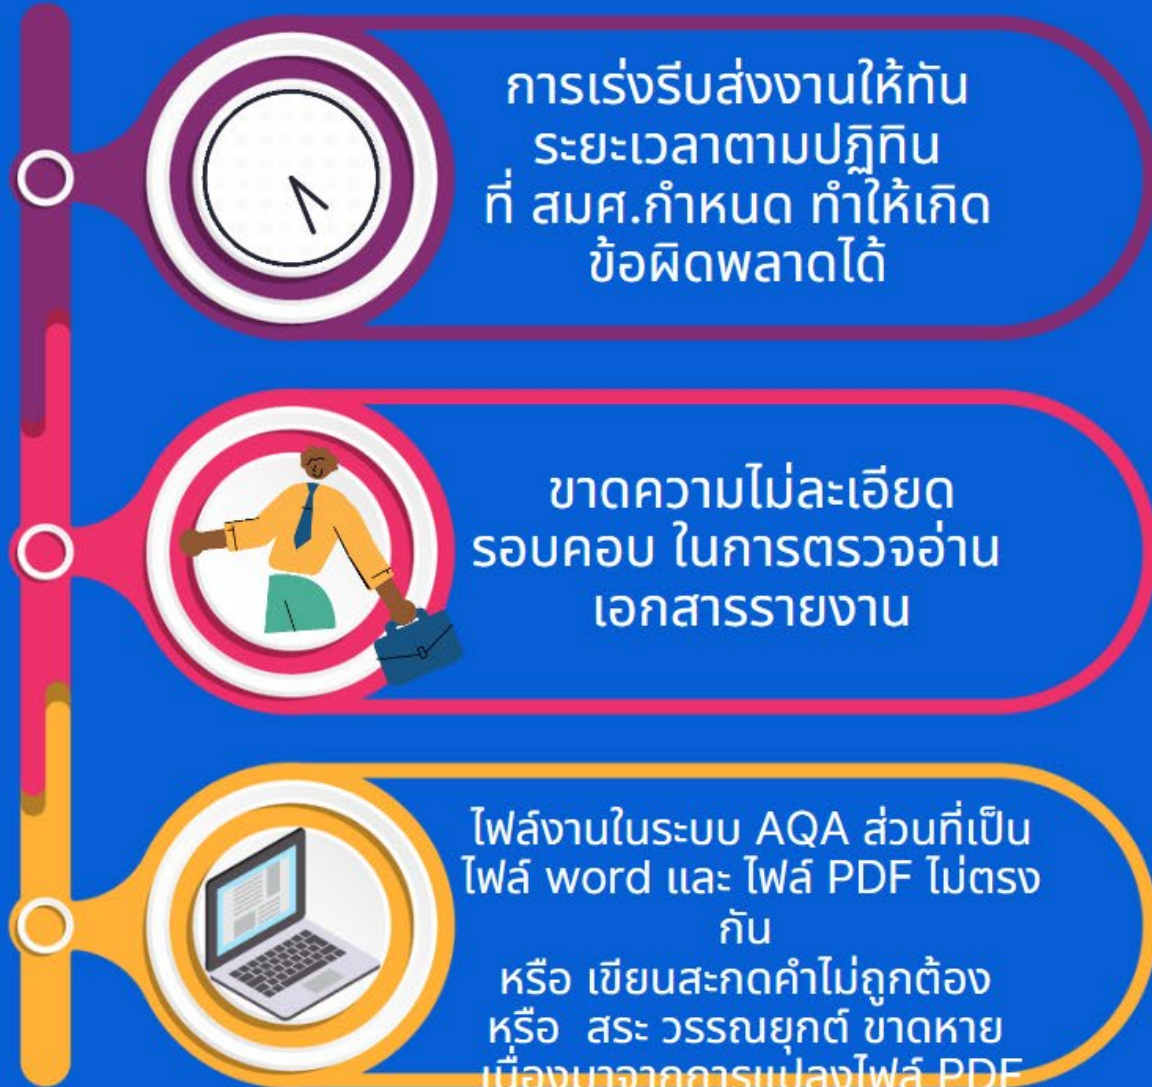 การเร่งรีบส่งงานให้ทัน
ระยะเวลาตามปฏิทิน
ที่ สมศ.กำหนด ทำให้เกิด
ข้อผิดพลาดได้
ขาดความไม่ละเอียด
รอบคอบ ในการตรวจอ่าน
เอกสารรายงาน
ไฟล์งานในระบบ AQA ส่วนที่เป็น
ไฟล์ word และ ไฟล์ PDF ไม่ตรง
กัน
หรือ เขียนสะกดคำไม่ถูกต้อง
หรือ สระ วรรณยุกต์ ขาดหาย
เนื่องมาจากการแปลงไฟล์ PDF